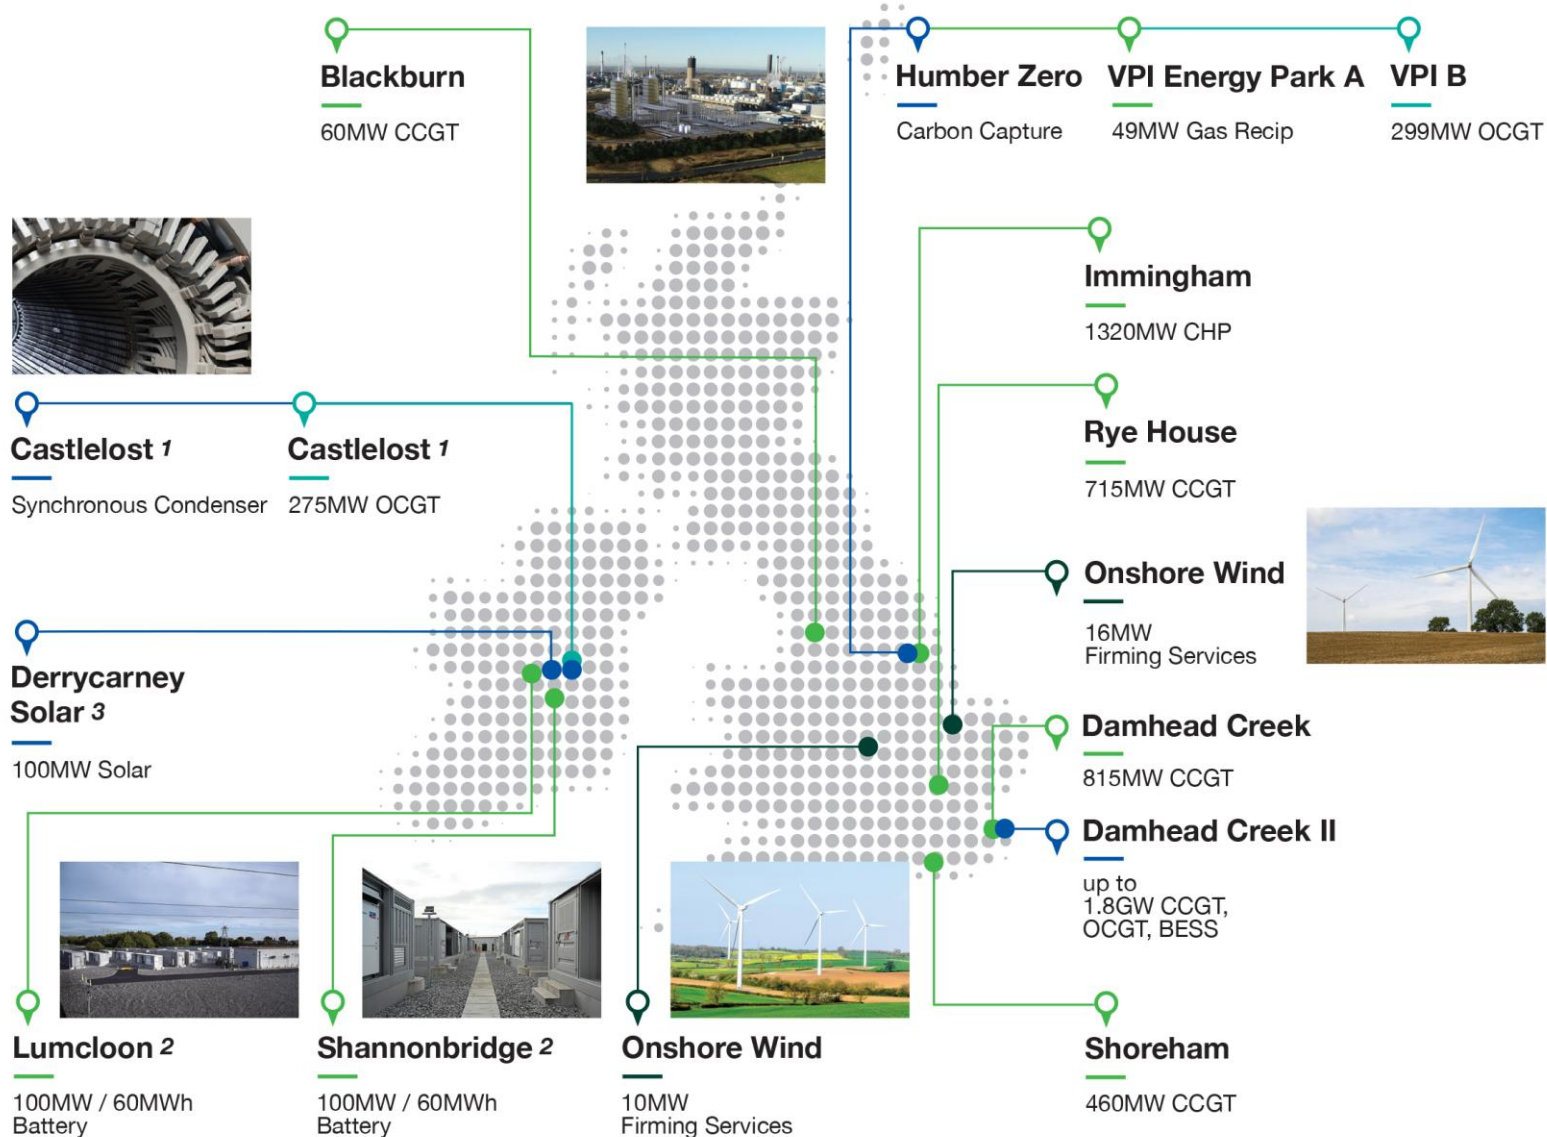 Blackburn
60MW CCGT
Humber Zero
Carbon Capture
VPI Energy Park A
49MW Gas Recip
VPI B
299MW OCGT
Immingham
1320MW CHP
Castlelost 1
Synchronous Condenser
Castlelost 1
275MW OCGT
Rye House
715MW CCGT
Onshore Wind
16MW
Firming Services
Derrycarney
Solar 3
100MW Solar
Damhead Creek
815MW CCGT
Damhead Creek II
up to
1.8GW CCGT,
OCGT, BESS
Lumcloon 2
100MW / 60MWh
Battery
Shannonbridge 2
100MW / 60MWh
Battery
Onshore Wind
10MW
Firming Services
Shoreham
460MW CCGT